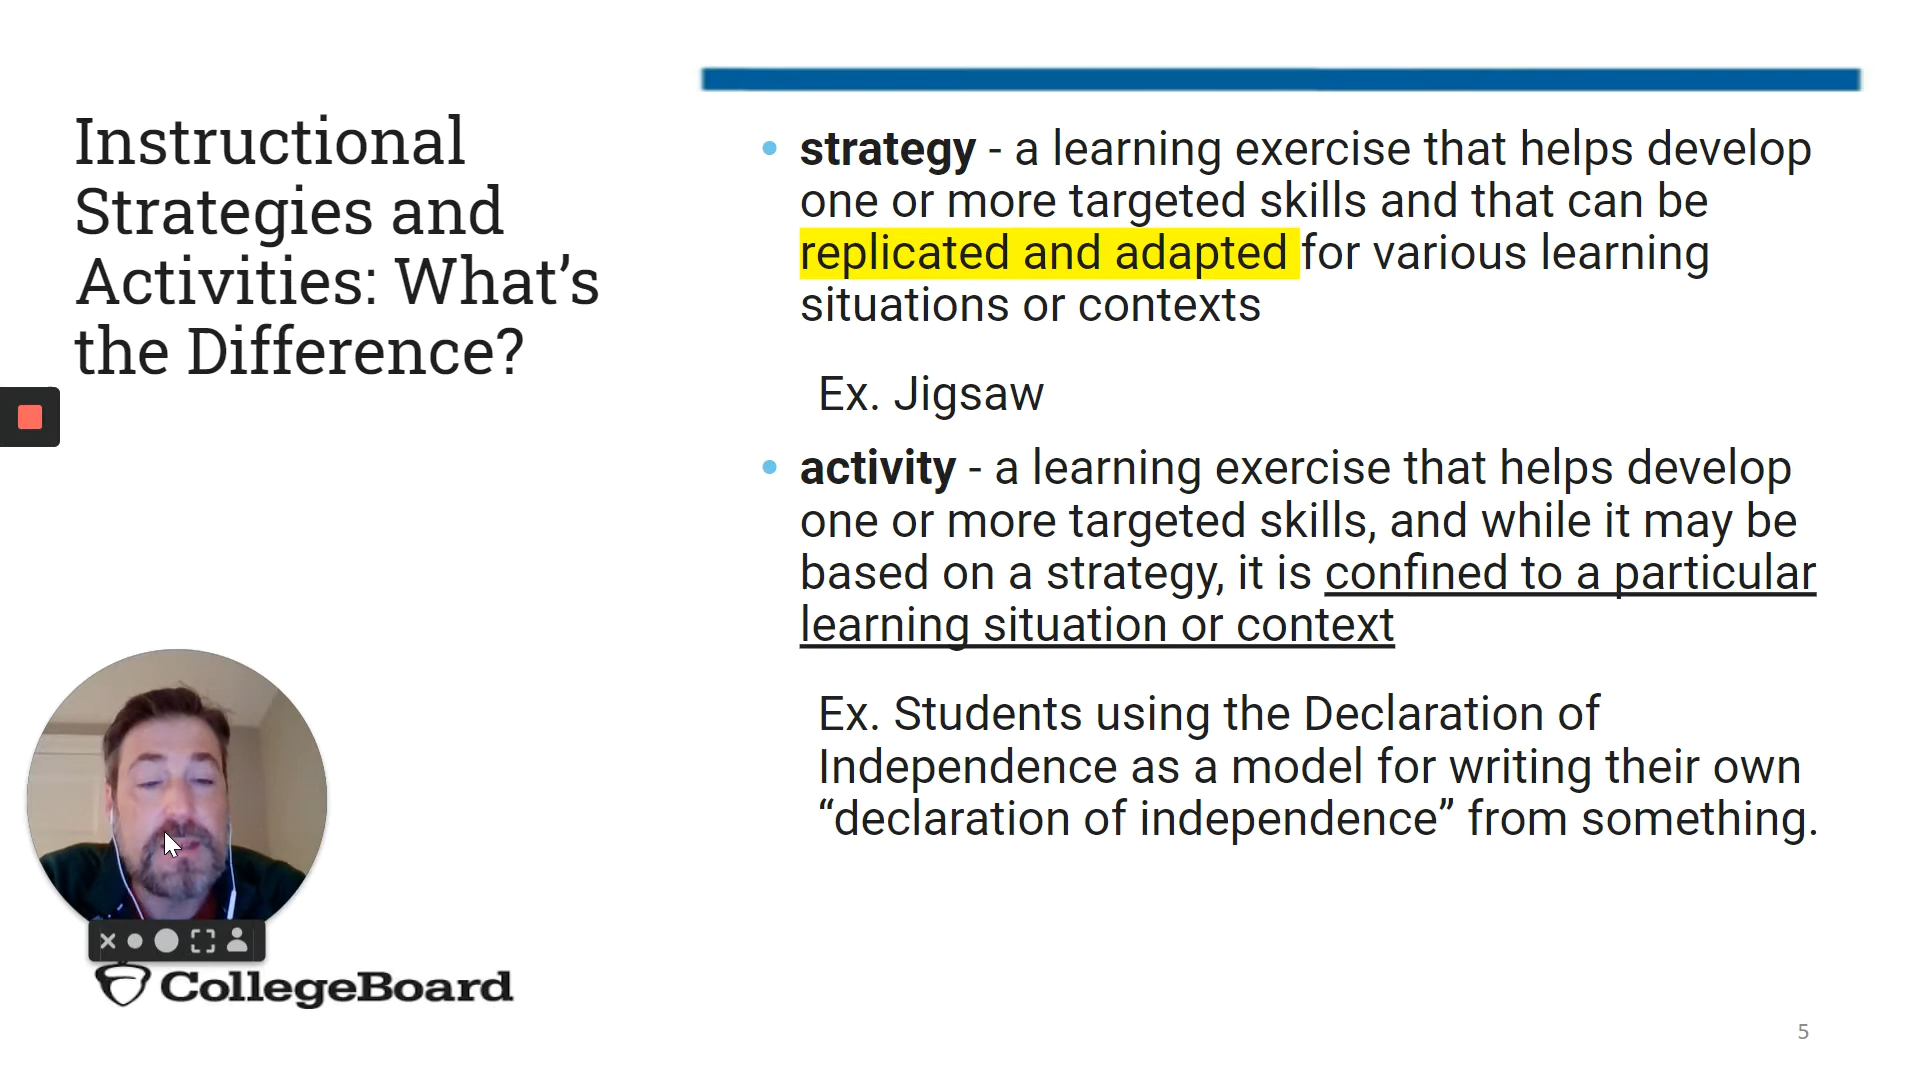 Instructional
Strategies and
Activities: What’s
the Difference?
• strategy - a learning exercise that helps develop
one or more targeted skills and that can be
replicated and adapted for various learning
situations or contexts
Ex. Jigsaw
• activity - a learning exercise that helps develop
one or more targeted skills, and while it may be
based on a strategy, it is confined to a particular
learning situation or context
Ex. Students using the Declaration of
Independence as a model for writing their own
“declaration of independence” from something.
CollegeBoard
5